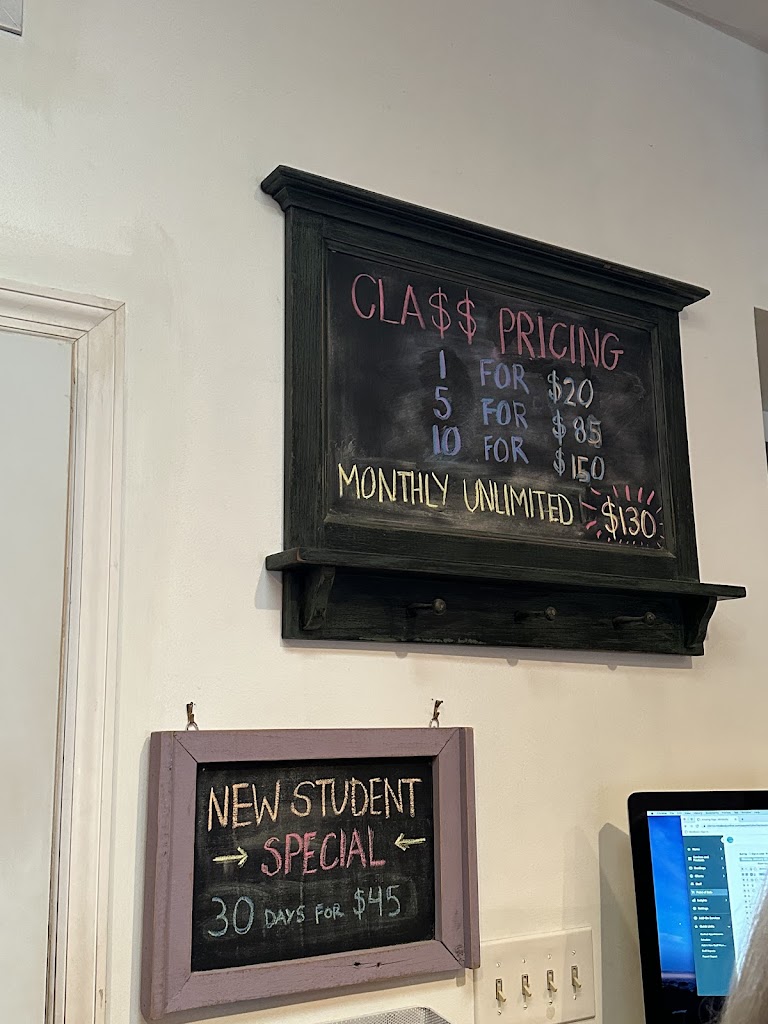 CLA$$ PRICING
1 FOR $20
5 FOR $85
10 FOR $150
MONTHLY UNLIMITED $130
NEW STUDENT
→ SPECIAL ←
30 DAYS FOR $45